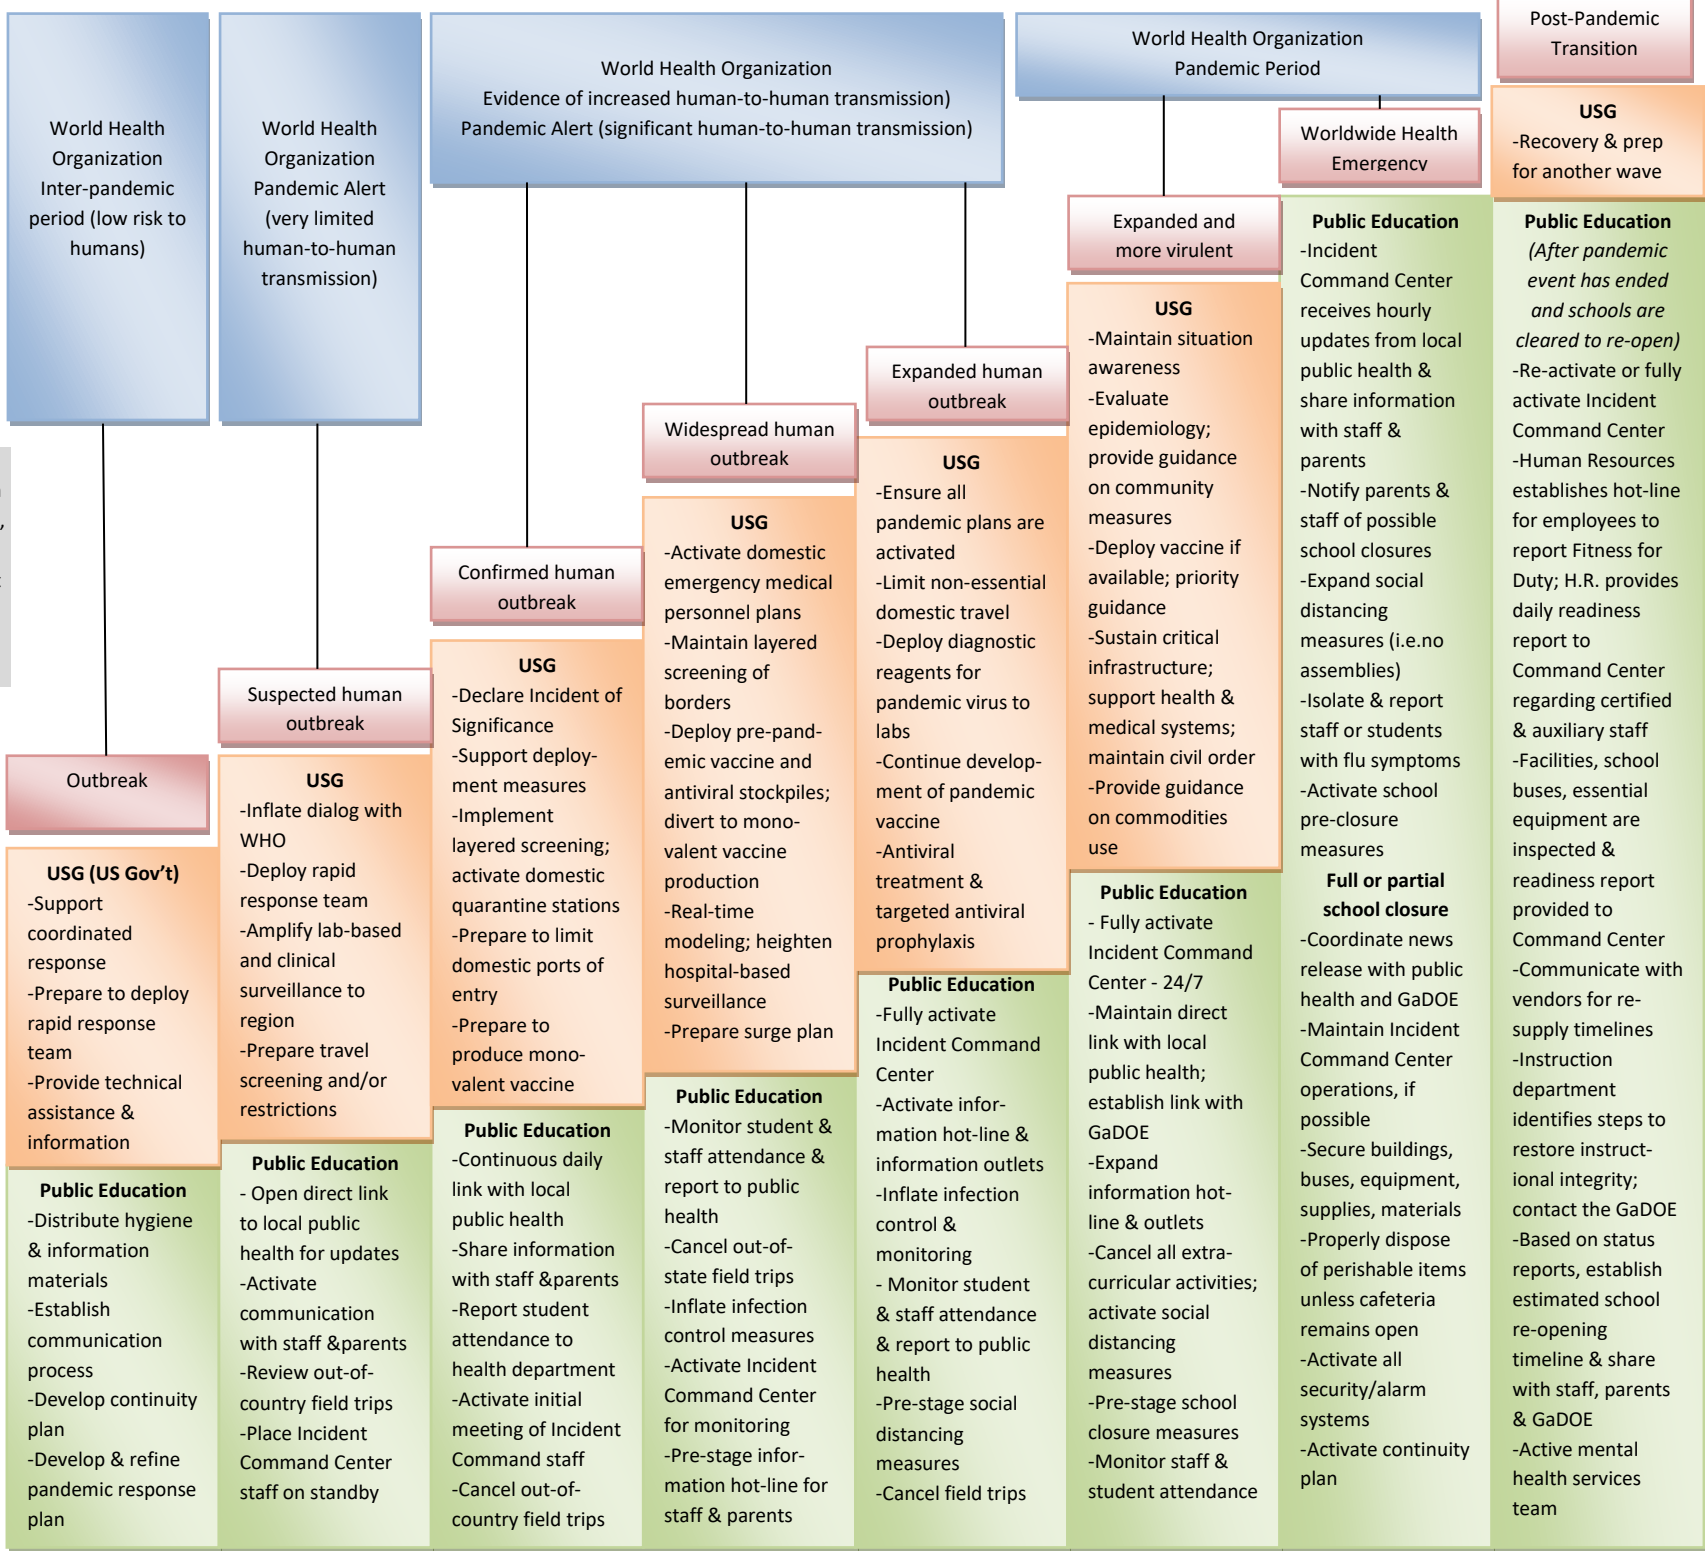 World Health
Organization
Inter-pandemic
period (low risk to
humans)
Outbreak
USG (US Gov't)
-Support
coordinated
response
-Prepare to deploy
rapid response
team
-Provide technical
assistance &
information
Public Education
-Distribute hygiene
& information
materials
-Establish
communication
process
-Develop continuity
plan
-Develop & refine
pandemic response
plan
World Health
Organization
Pandemic Alert
(very limited
human-to-human
transmission)
Suspected human
outbreak
USG
-Inflate dialog with
WHO
-Deploy rapid
response team
-Amplify lab-based
and clinical
surveillance to
region
-Prepare travel
screening and/or
restrictions
Public Education
- Open direct link
to local public
health for updates
-Activate
communication
with staff &parents
-Review out-of-
country field trips
-Place Incident
Command Center
staff on standby
World Health Organization
Evidence of increased human-to-human transmission)
Pandemic Alert (significant human-to-human transmission)
Confirmed human
outbreak
USG
-Declare Incident of
Significance
-Support deploy-
ment measures
-Implement
layered screening;
activate domestic
quarantine stations
-Prepare to limit
domestic ports of
entry
-Prepare to
produce mono-
valent vaccine
Public Education
-Continuous daily
link with local
public health
-Share information
with staff &parents
-Report student
attendance to
health department
-Activate initial
meeting of Incident
Command staff
-Cancel out-of-
country field trips
Widespread human
outbreak
USG
-Activate domestic
emergency medical
personnel plans
-Maintain layered
screening of
borders
-Deploy pre-pand-
emic vaccine and
antiviral stockpiles;
divert to mono-
valent vaccine
production
-Real-time
modeling; heighten
hospital-based
surveillance
-Prepare surge plan
Public Education
-Monitor student &
staff attendance &
report to public
health
-Cancel out-of-
state field trips
-Inflate infection
control measures
-Activate Incident
Command Center
for monitoring
-Pre-stage infor-
mation hot-line for
staff & parents
Expanded human
outbreak
USG
-Ensure all
pandemic plans are
activated
-Limit non-essential
domestic travel
-Deploy diagnostic
reagents for
pandemic virus to
labs
-Continue develop-
ment of pandemic
vaccine
-Antiviral
treatment &
targeted antiviral
prophylaxis
Public Education
-Fully activate
Incident Command
Center
-Activate infor-
mation hot-line &
information outlets
-Inflate infection
control &
monitoring
- Monitor student
& staff attendance
& report to public
health
-Pre-stage social
distancing
measures
-Cancel field trips
World Health Organization
Pandemic Period
Expanded and
more virulent
USG
-Maintain situation
awareness
-Evaluate
epidemiology;
provide guidance
on community
measures
-Deploy vaccine if
available; priority
guidance
-Sustain critical
infrastructure;
support health &
medical systems;
maintain civil order
-Provide guidance
on commodities
use
Public Education
- Fully activate
Incident Command
Center - 24/7
-Maintain direct
link with local
public health;
establish link with
GaDOE
-Expand
information hot-
line & outlets
-Cancel all extra-
curricular activities;
activate social
distancing
measures
-Pre-stage school
closure measures
-Monitor staff &
student attendance
Worldwide Health
Emergency
Public Education
-Incident
Command Center
receives hourly
updates from local
public health &
share information
with staff &
parents
-Notify parents &
staff of possible
school closures
-Expand social
distancing
measures (i.e.no
assemblies)
-Isolate & report
staff or students
with flu symptoms
-Activate school
pre-closure
measures
Full or partial
school closure
-Coordinate news
release with public
health and GaDOE
-Maintain Incident
Command Center
operations, if
possible
-Secure buildings,
buses, equipment,
supplies, materials
-Properly dispose
of perishable items
unless cafeteria
remains open
-Activate all
security/alarm
systems
-Activate continuity
plan
Post-Pandemic
Transition
USG
-Recovery & prep
for another wave
Public Education
(After pandemic
event has ended
and schools are
cleared to re-open)
-Re-activate or fully
activate Incident
Command Center
-Human Resources
establishes hot-line
for employees to
report Fitness for
Duty; H.R. provides
daily readiness
report to
Command Center
regarding certified
& auxiliary staff
-Facilities, school
buses, essential
equipment are
inspected &
readiness report
provided to
Command Center
-Communicate with
vendors for re-
supply timelines
-Instruction
department
identifies steps to
restore instruct-
ional integrity;
contact the GaDOE
-Based on status
reports, establish
estimated school
re-opening
timeline & share
with staff, parents
& GaDOE
-Active mental
health services
team